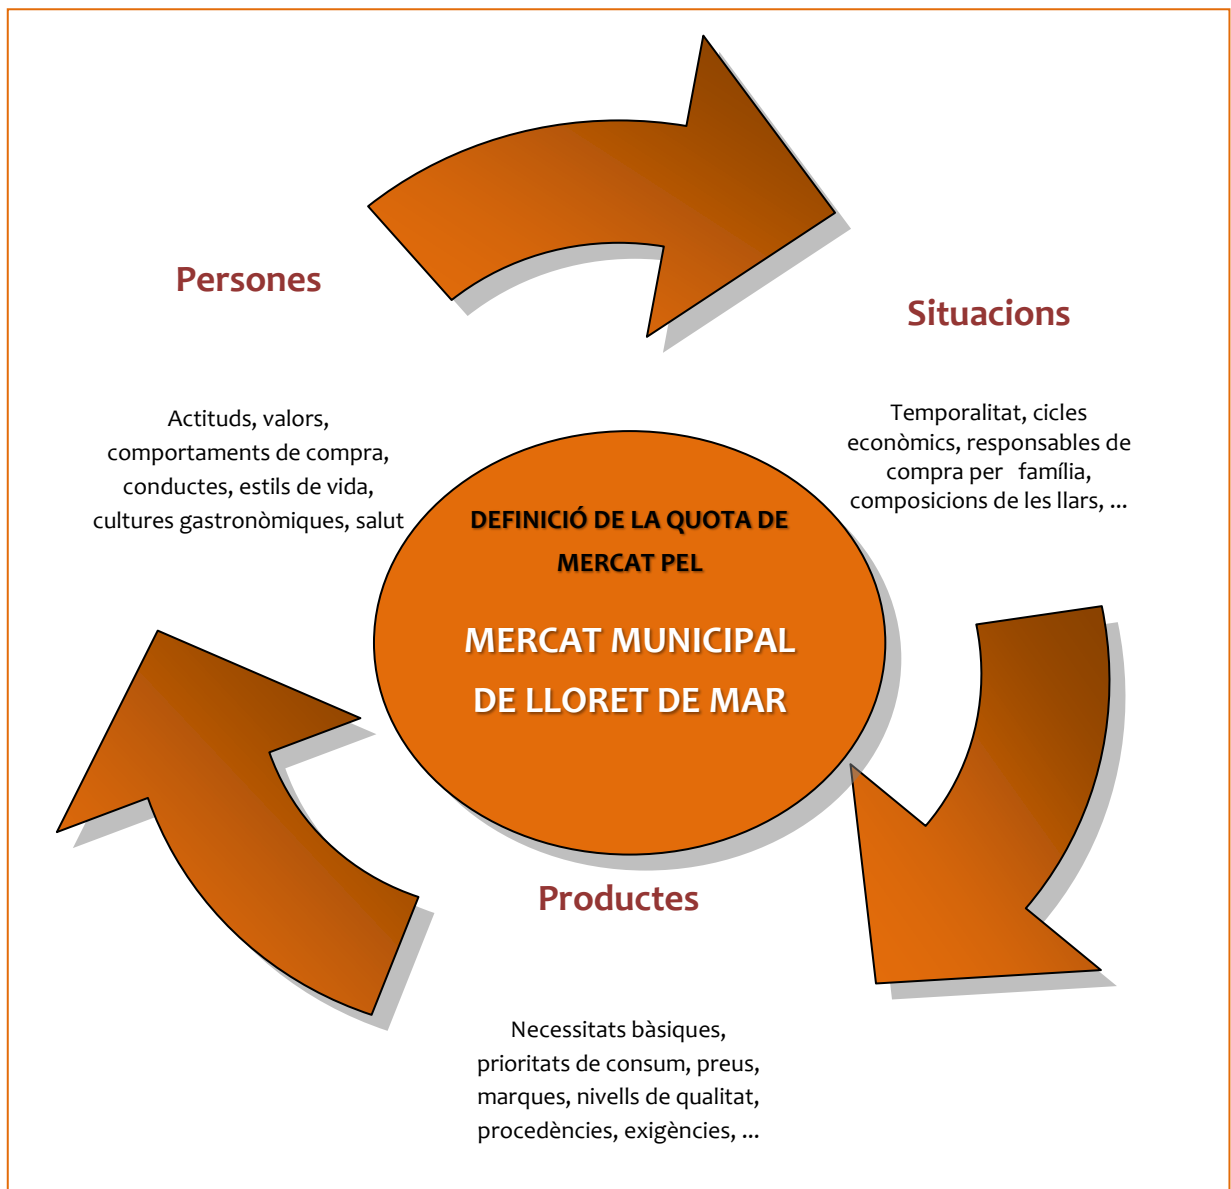 Persones
Actituds, valors,
comportaments de compra,
conductes, estils de vida,
cultures gastronòmiques, salut
Situacions
Temporalitat, cicles
econòmics, responsables de
compra per família,
composicions de les llars, ...
DEFINICIÓ DE LA QUOTA DE
MERCAT PEL
MERCAT MUNICIPAL
DE LLORET DE MAR
Productes
Necessitats bàsiques,
prioritats de consum, preus,
marques, nivells de qualitat,
procedències, exigències, ...